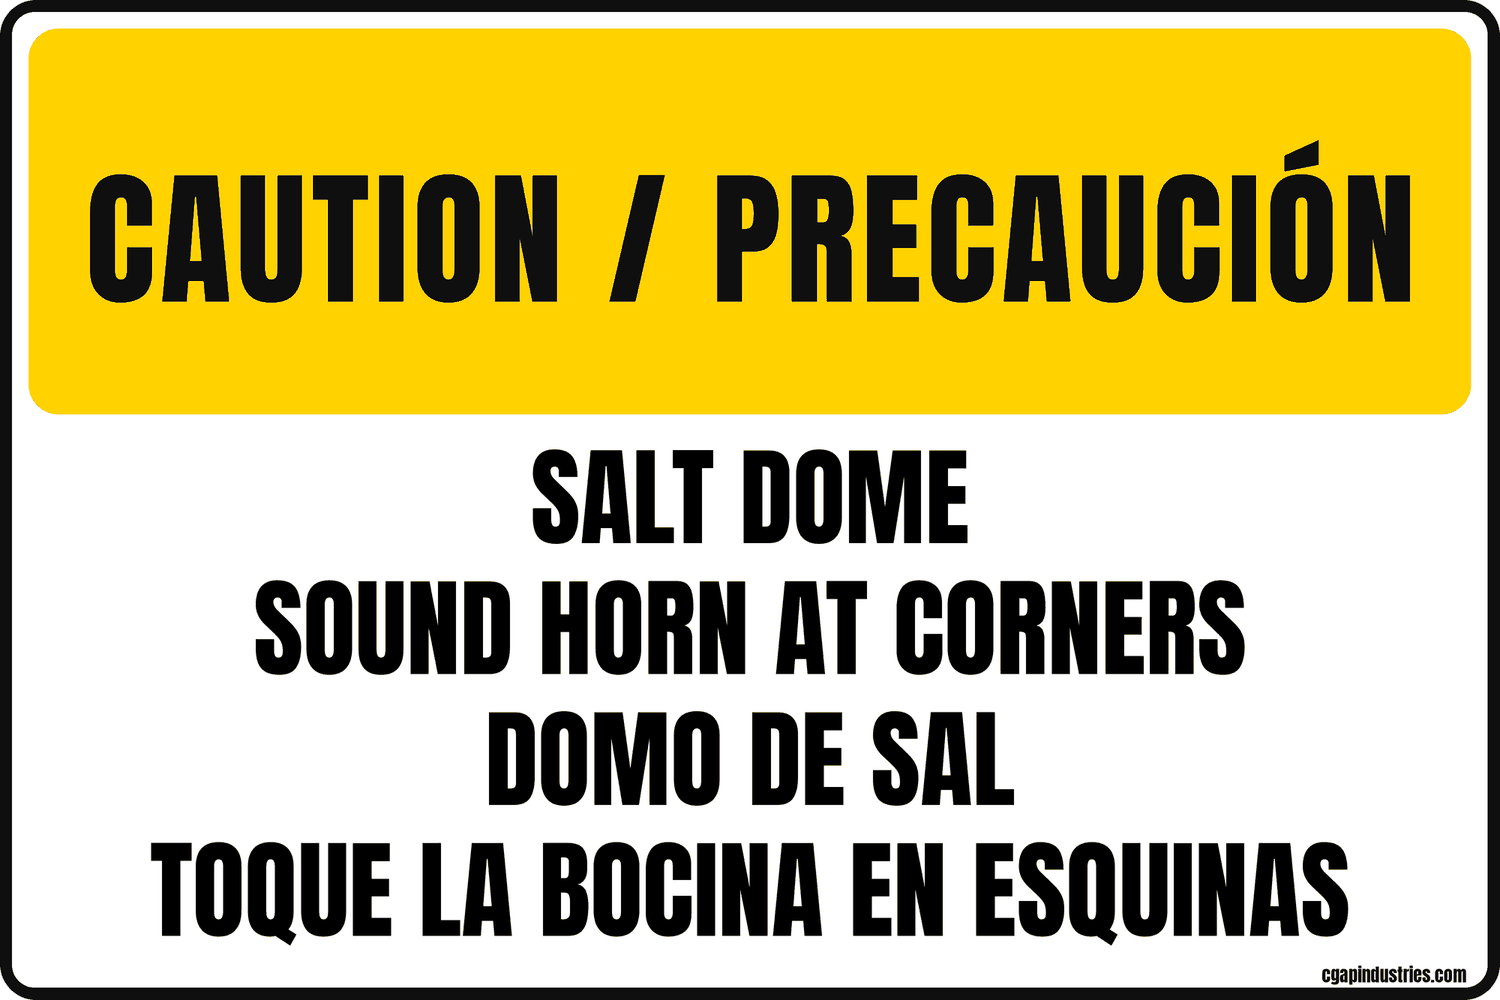 CAUTION / PRECAUCIÓN
SALT DOME
SOUND HORN AT CORNERS
DOMO DE SAL
TOQUE LA BOCINA EN ESQUINAS
cgapindustries.com